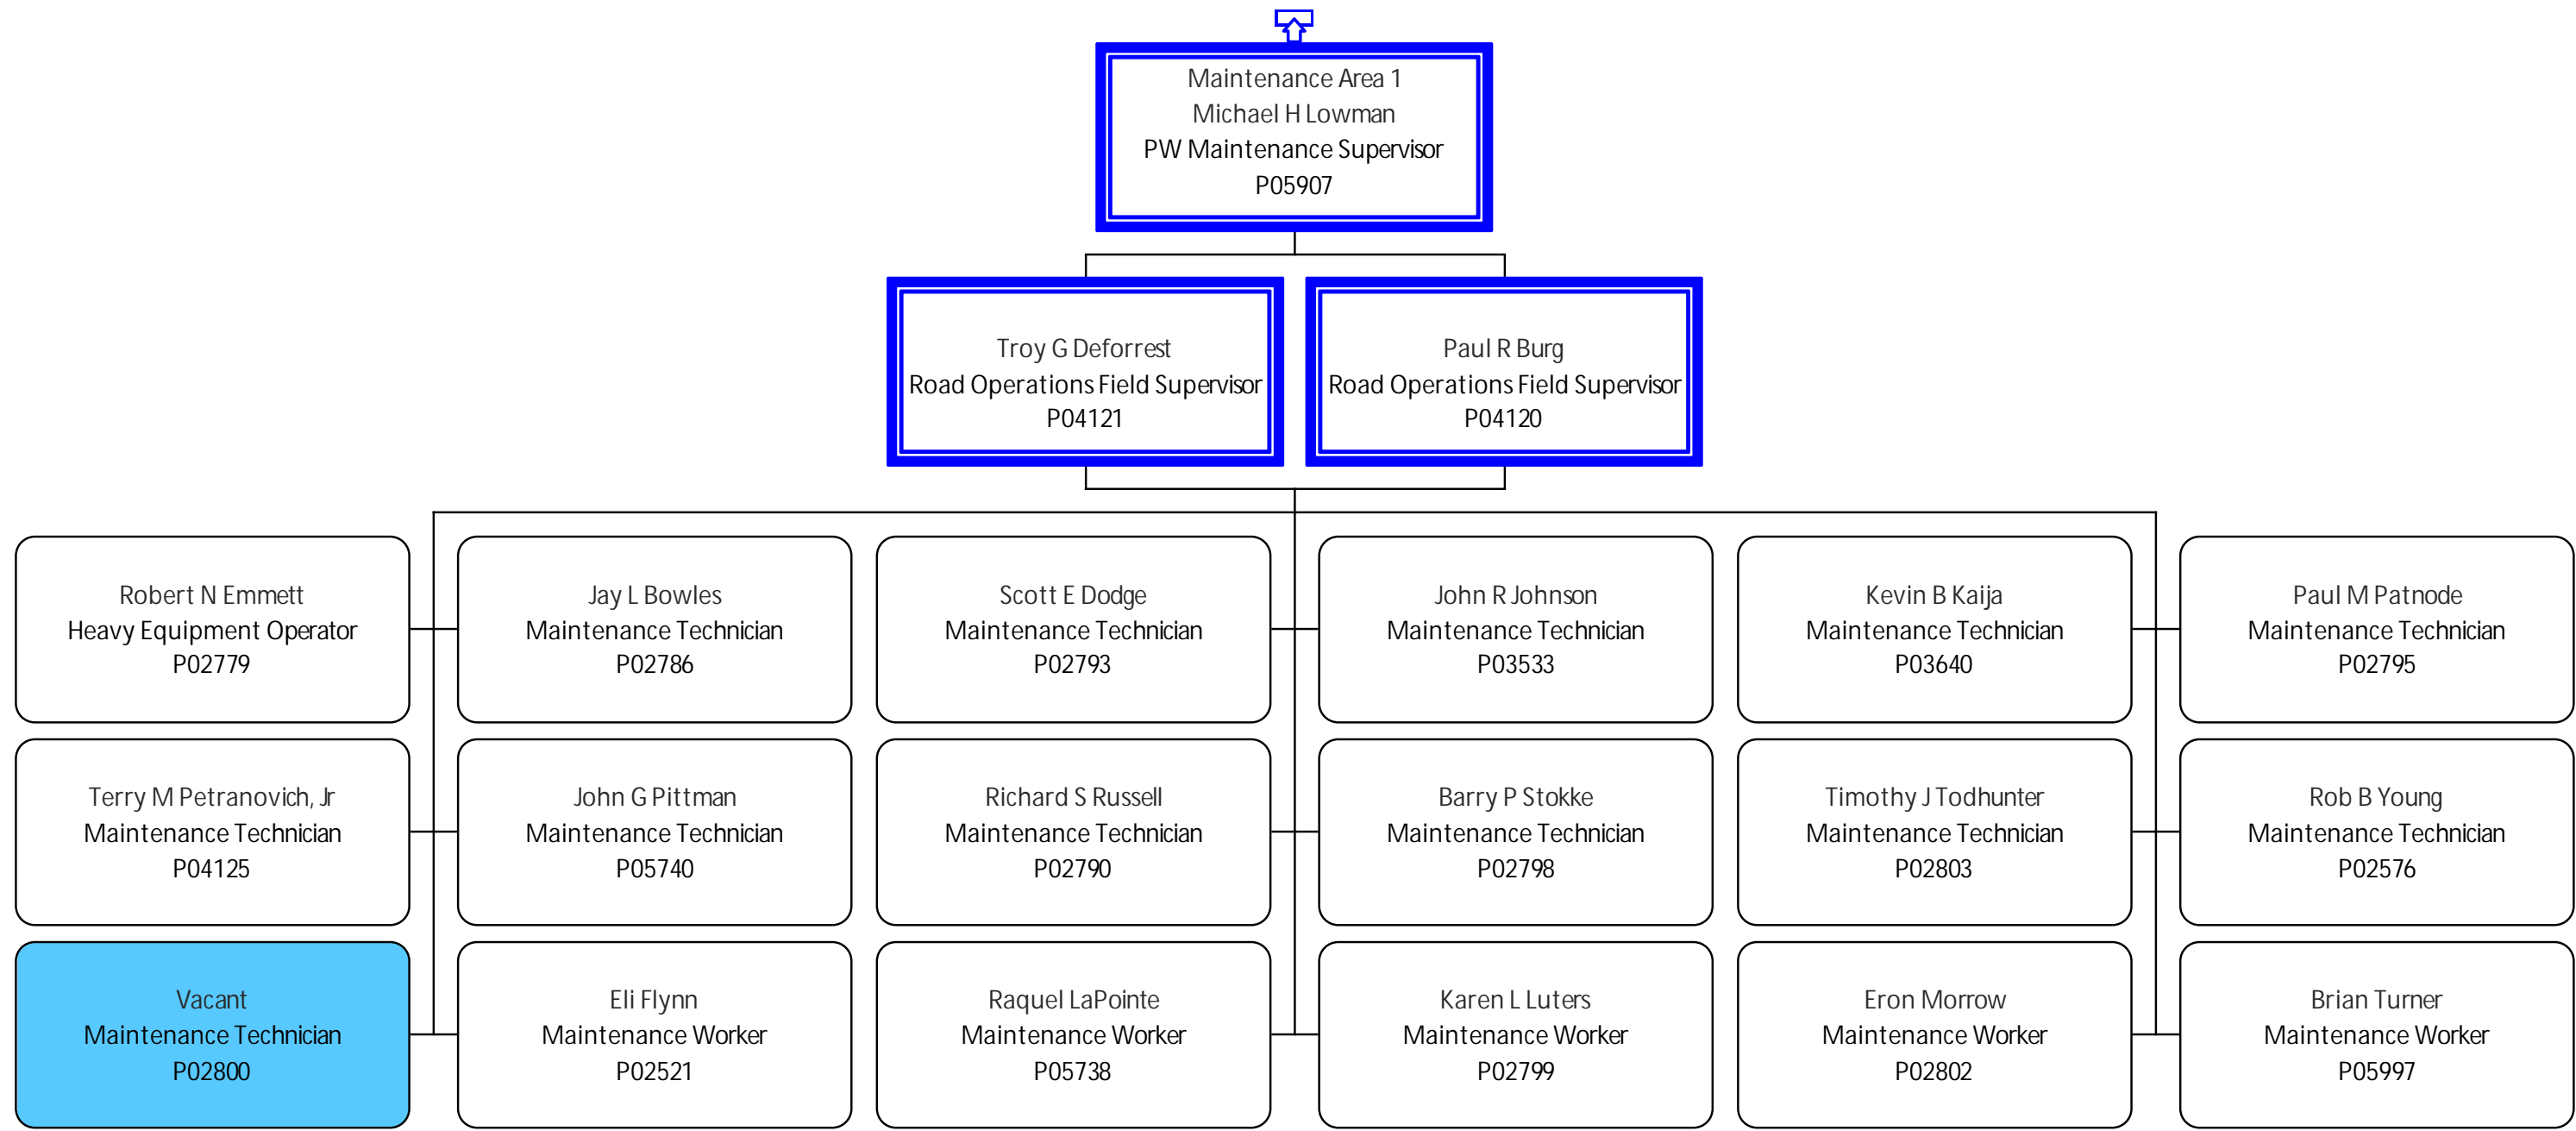 Maintenance Area 1
Michael H Lowman
PW Maintenance Supervisor
P05907
Troy G Deforrest
Road Operations Field Supervisor
P04121
Paul R Burg
Road Operations Field Supervisor
P04120
Robert N Emmett
Heavy Equipment Operator
P02779
Jay L Bowles
Maintenance Technician
P02786
Scott E Dodge
Maintenance Technician
P02793
John R Johnson
Maintenance Technician
P03533
Kevin B Kaija
Maintenance Technician
P03640
Paul M Patnode
Maintenance Technician
P02795
Terry M Petranovich, Jr
Maintenance Technician
P04125
John G Pittman
Maintenance Technician
P05740
Richard S Russell
Maintenance Technician
P02790
Barry P Stokke
Maintenance Technician
P02798
Timothy J Todhunter
Maintenance Technician
P02803
Rob B Young
Maintenance Technician
P02576
Vacant
Maintenance Technician
P02800
Eli Flynn
Maintenance Worker
P02521
Raquel LaPointe
Maintenance Worker
P05738
Karen L Luters
Maintenance Worker
P02799
Eron Morrow
Maintenance Worker
P02802
Brian Turner
Maintenance Worker
P05997